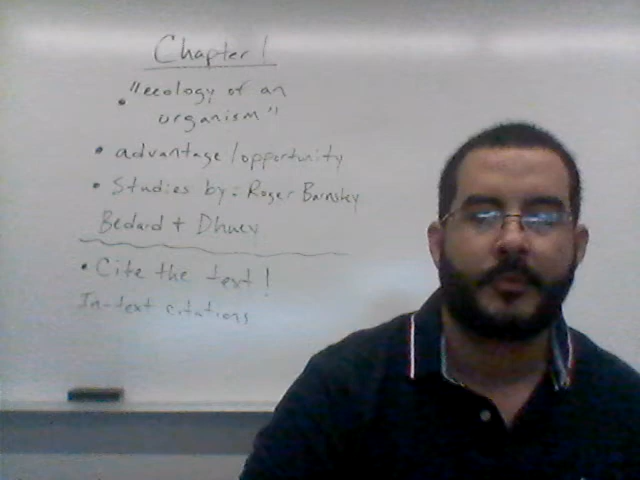 Chapter 1
• "ecology of an
organism"
• advantage/opportunity
• Studies by: Roger Barnsley
Bedard + Dhuey
• Cite the text!
In-text citations